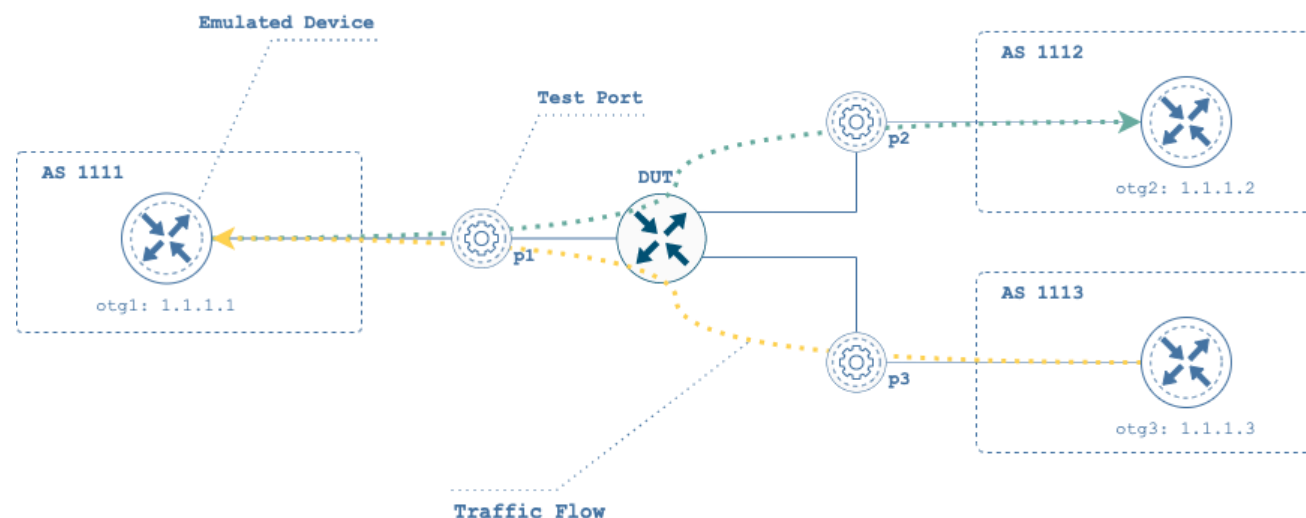 Emulated Device
Test Port
AS 1111
otg1: 1.1.1.1
p1
DUT
p2
AS 1112
otg2: 1.1.1.2
AS 1113
p3
otg3: 1.1.1.3
Traffic Flow